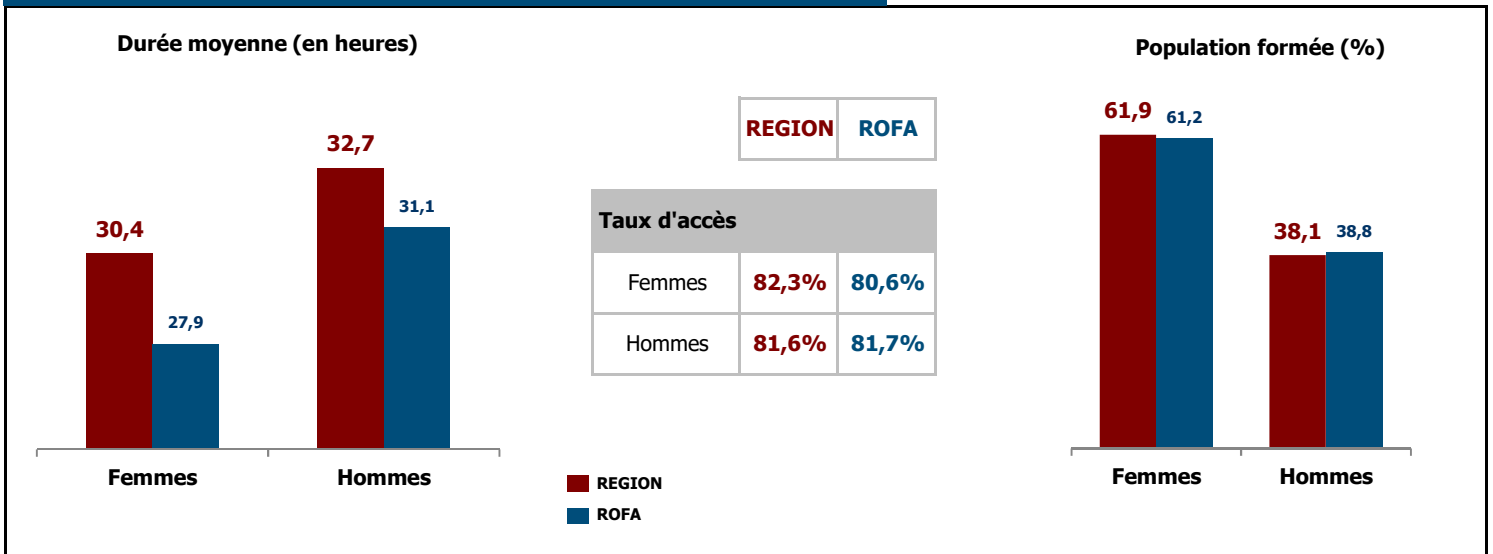 Durée moyenne (en heures)
30,4
27,9
32,7
31,1
Femmes
Hommes
REGION ROFA
Taux d'accès
Femmes 82,3% 80,6%
Hommes 81,6% 81,7%
REGION
ROFA
Population formée (%)
61,9
61,2
38,1
38,8
Femmes
Hommes